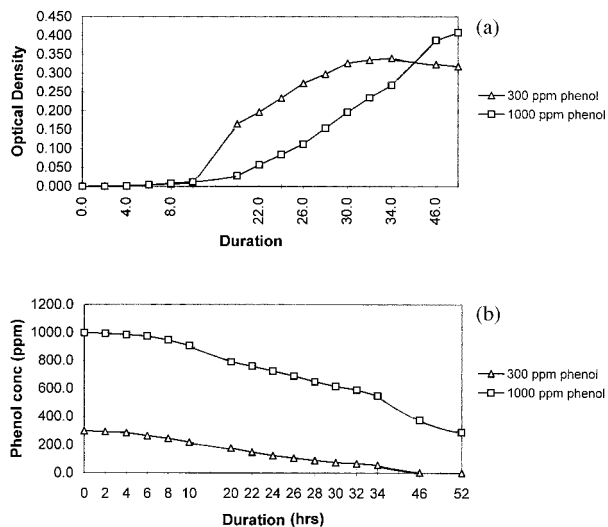 (a)
0.450
0.400
0.350
0.300
0.250
0.200
0.150
0.100
0.050
0.000
Optical Density
0.0
4.0
8.0
22.0
26.0
30.0
34.0
46.0
Duration
300 ppm phenol
1000 ppm phenol
(b)
1200.0
1000.0
800.0
600.0
400.0
200.0
0.0
Phenol conc (ppm)
0 2 4 6 8 10 20 22 24 26 28 30 32 34 46 52
Duration (hrs)
300 ppm phenol
1000 ppm phenol